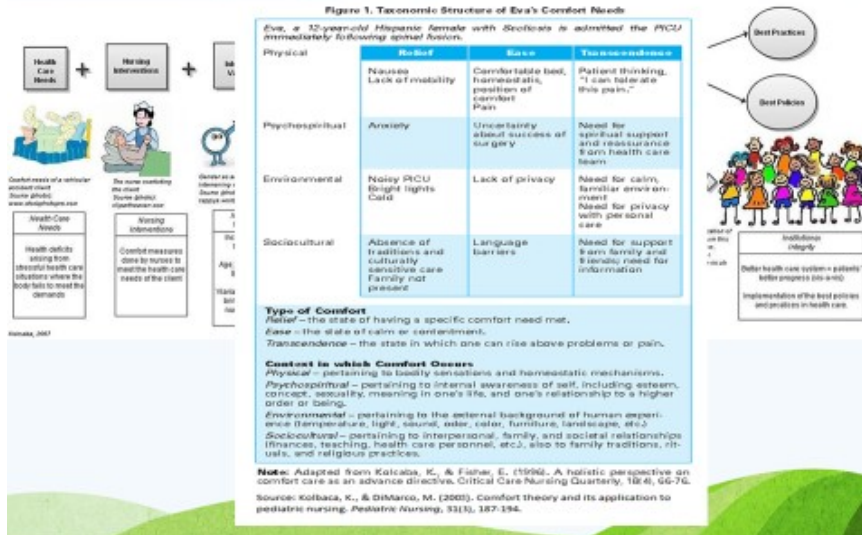 Figure 1. Taxonomic Structure of Eva's Comfort Needs
Eva, a 12-year-old Hispanic female with Scoliosis is admitted the PICU
immediately following spinal fusion.
Physical
Relief
Ease
Transcendence
Nausea
Lack of mobility
Comfortable bed,
homeostatis,
position of
comfort
Pain
Patient thinking,
"I can tolerate
this pain."
Psychospiritual
Anxiety
Uncertainty
about success of
surgery
Need for
spiritual support
and reassurance
from health care
team
Environmental
Noisy PICU
Bright lights
Cold
Lack of privacy
Need for calm,
familiar environ-
ment
Need for privacy
with personal
care
Sociocultural
Absence of
traditions and
culturally
sensitive care
Family not
present
Language
barriers
Need for support
from family and
friends; need for
information
Type of Comfort
Relief – the state of having a specific comfort need met.
Ease – the state of calm or contentment.
Transcendence – the state in which one can rise above problems or pain.
Context in which Comfort Occurs
Physical – pertaining to bodily sensations and homeostatic mechanisms.
Psychospiritual – pertaining to internal awareness of self, including esteem,
concept, sexuality, meaning in one's life, and one's relationship to a higher
order or being.
Environmental – pertaining to the external background of human experi-
ence (temperature, light, sound, odor, color, furniture, landscape, etc.)
Sociocultural – pertaining to interpersonal, family, and societal relationships
(finances, teaching, health care personnel, etc.), also to family traditions, rit-
uals, and religious practices.
Note: Adapted from Kolcaba, K., & Fisher, E. (1996). A holistic perspective on
comfort care as an advance directive. Critical Care Nursing Quarterly, 18(4), 66-76.
Source: Kolbaca, K., & DiMarco, M. (2005). Comfort theory and its application to
pediatric nursing. Pediatric Nursing, 31(3), 187-194.
Health
Care
Needs
+
Nursing
Interventions
+
The nurse comforting
the client
Health Care
Needs
Health deficits
arising from
stressful health care
situations where the
body fails to meet the
demands
Nursing
Interventions
Comfort measures
done by nurses to
meet the health care
needs of the client
Kolcaba, 2007
Best Practices
Best Policies
Institutional
Integrity
Better health care system = patients'
better progress
Implementation of the best policies
and practices in health care.